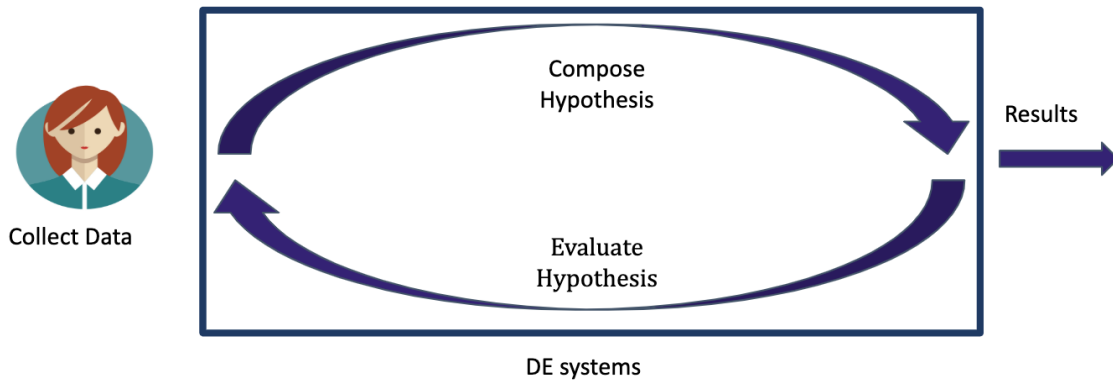 Compose
Hypothesis
Results
Collect Data
Evaluate
Hypothesis
DE systems